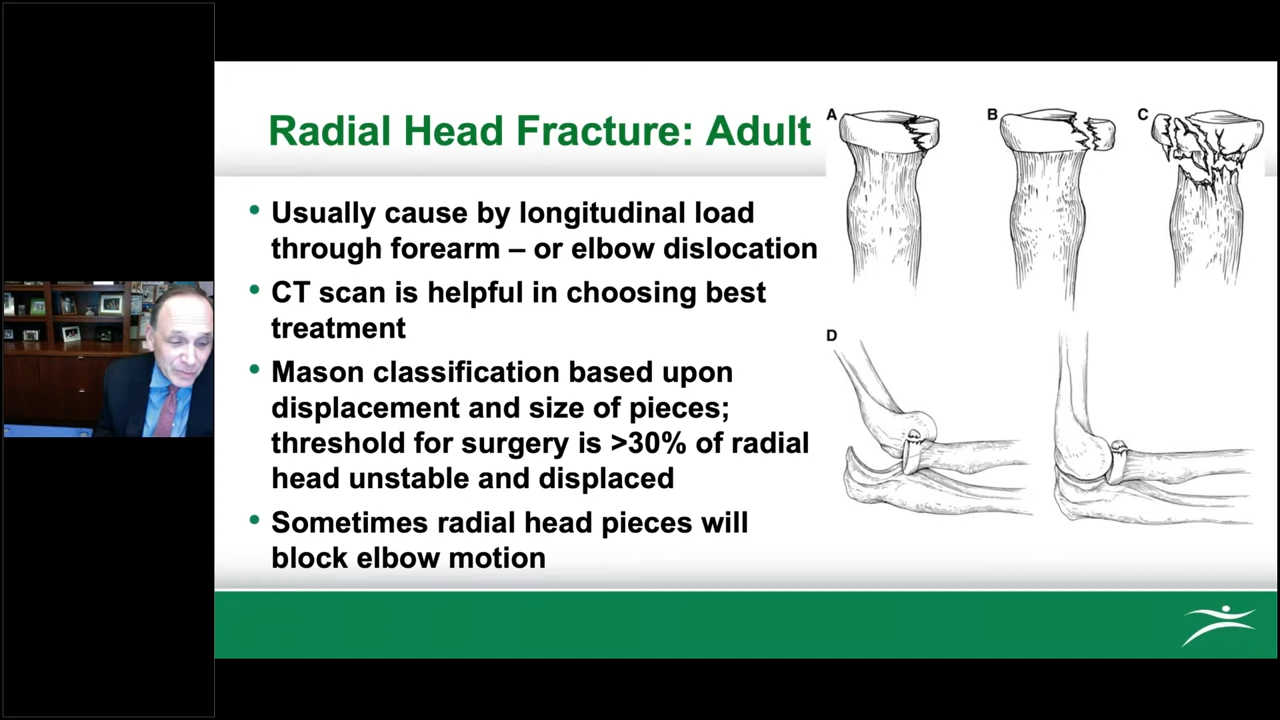 Radial Head Fracture: Adult
• Usually cause by longitudinal load
through forearm – or elbow dislocation
• CT scan is helpful in choosing best
treatment
• Mason classification based upon
displacement and size of pieces;
threshold for surgery is >30% of radial
head unstable and displaced
• Sometimes radial head pieces will
block elbow motion
A
B
C
D